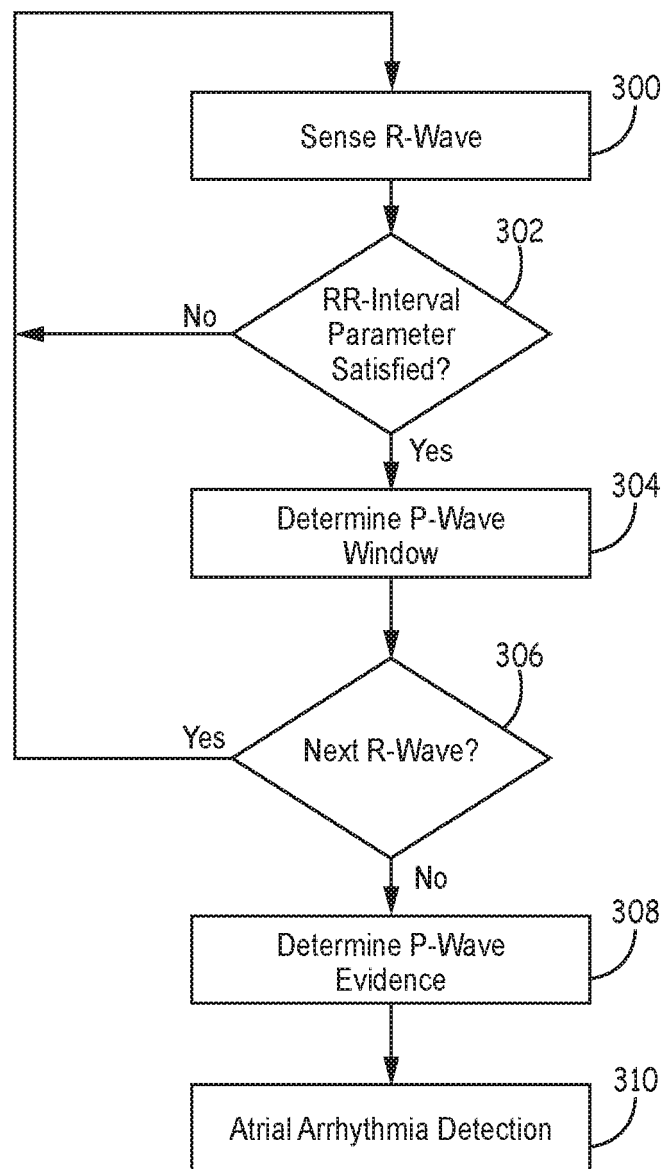 300
Sense R-Wave
302
RR-Interval
Parameter
Satisfied?
No
Yes
304
Determine P-Wave
Window
306
Yes
Next R-Wave?
No
308
Determine P-Wave
Evidence
310
Atrial Arrhythmia Detection